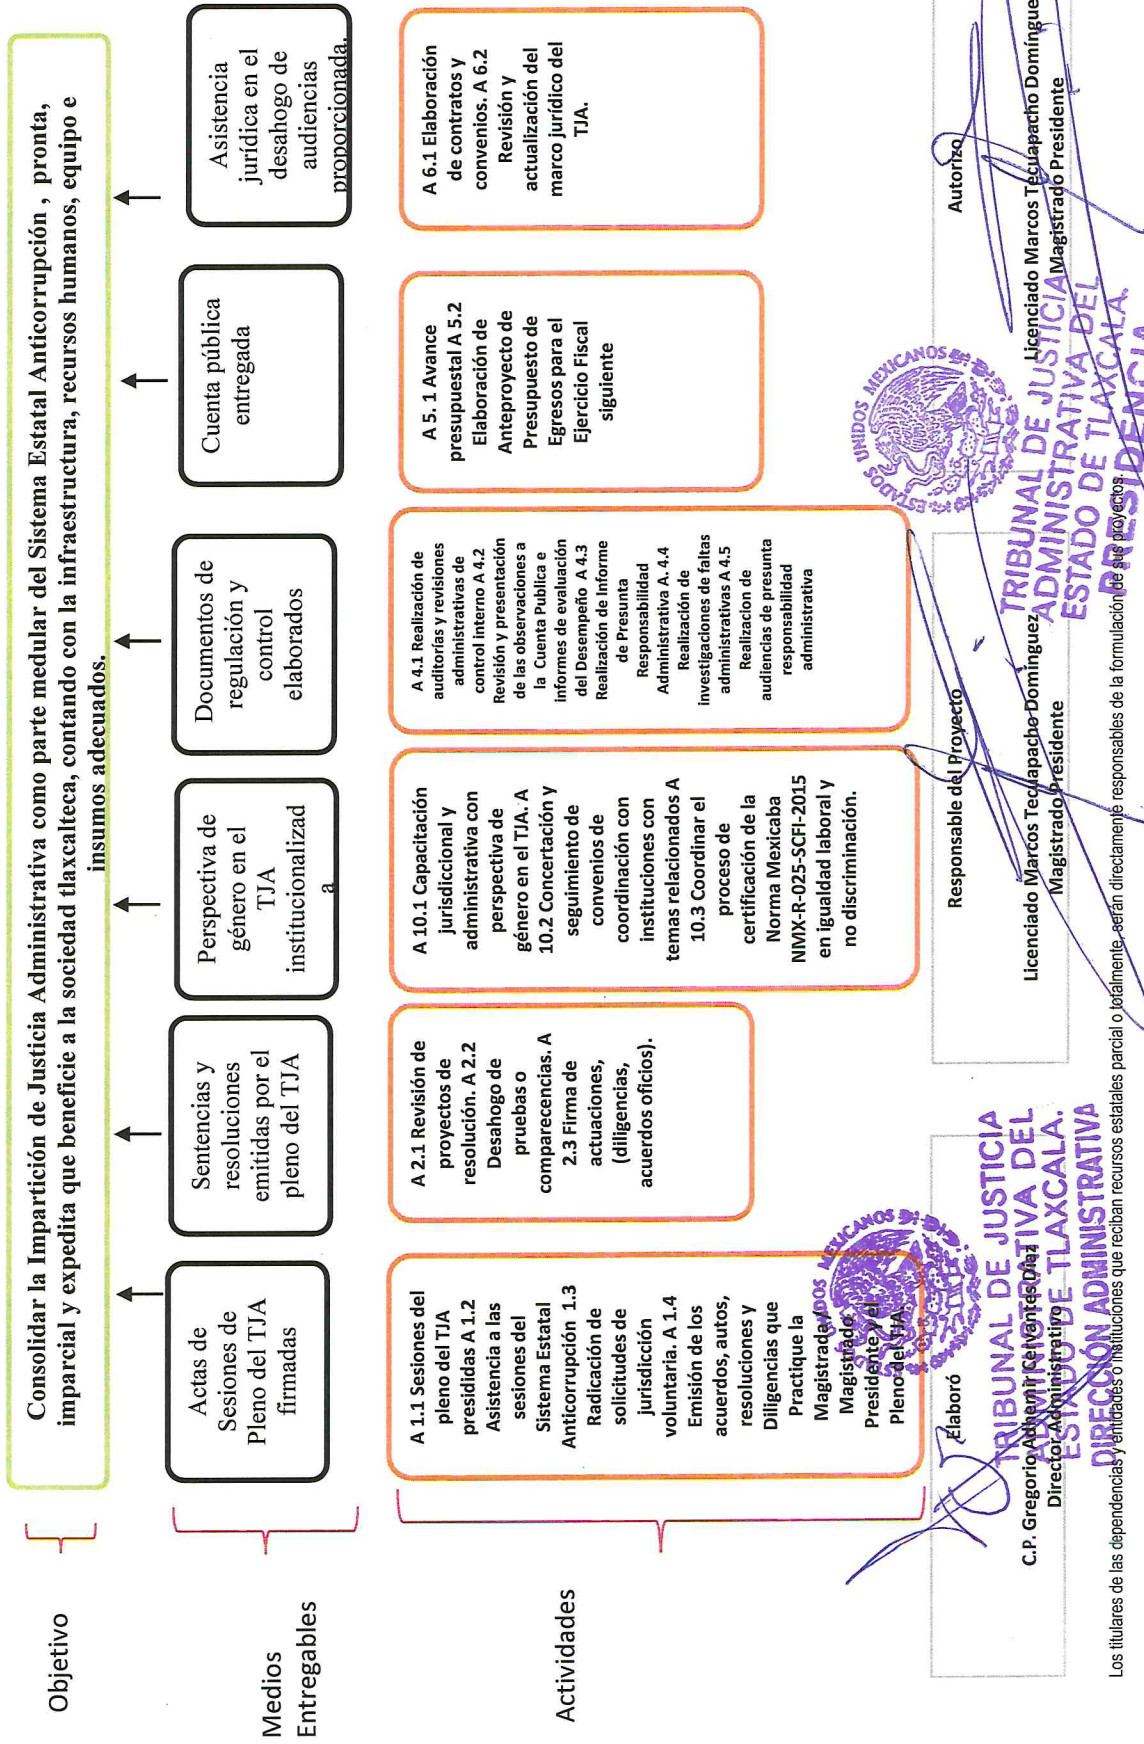 Objetivo
Consolidar la Impartición de Justicia Administrativa como parte medular del Sistema Estatal Anticorrupción , pronta,
imparcial y expedita que beneficie a la sociedad tlaxcalteca, contando con la infraestructura, recursos humanos, equipo e
insumos adecuados.
Medios
Entregables
Actas de
Sesiones de
Pleno del TJA
firmadas
Sentencias y
resoluciones
emitidas por el
pleno del TJA
Perspectiva de
género en el
TJA
institucionalizad
a
Documentos de
regulación y
control
elaborados
Cuenta pública
entregada
Asistencia
jurídica en el
desahogo de
audiencias
proporcionada.
Actividades
A 1.1 Sesiones del
pleno del TJA
presididas A 1.2
Asistencia a las
sesiones del
Sistema Estatal
Anticorrupción 1.3
Radicación de
solicitudes de
jurisdicción
voluntaria. A 1.4
Emisión de los
acuerdos, autos,
resoluciones y
Diligencias que
Practique la
Magistrada/
Magistrado
Presidente y el
Pleno del TJA.
A 2.1 Revisión de
proyectos de
resolución. A 2.2
Desahogo de
pruebas o
comparecencias. A
2.3 Firma de
actuaciones,
(diligencias,
acuerdos oficios).
A 10.1 Capacitación
jurisdiccional y
administrativa con
perspectiva de
género en el TJA. A
10.2 Concertación y
seguimiento de
convenios de
coordinación con
instituciones con
temas relacionados A
10.3 Coordinar el
proceso de
certificación de la
Norma Mexicaba
NMX-R-025-SCFI-2015
en igualdad laboral y
no discriminación.
A 4.1 Realización de
auditorías y revisiones
administrativas de
control interno A 4.2
Revisión y presentación
de las observaciones a
la Cuenta Publica e
informes de evaluación
del Desempeño A 4.3
Realización de Informe
de Presunta
Responsabilidad
Administrativa A. 4.4
Realización de
investigaciones de faltas
administrativas A 4.5
Realizacion de
audiencias de presunta
responsabilidad
administrativa
A 5. 1 Avance
presupuestal A 5.2
Elaboración de
Anteproyecto de
Presupuesto de
Egresos para el
Ejercicio Fiscal
siguiente
A 6.1 Elaboración
de contratos y
convenios. A 6.2
Revisión y
actualización del
marco jurídico del
TJA.
Elaboró
C.P. Gregorio Adhemir Cervantes Díaz
Director Administrativo
UNIDOS MEXICANOS
TRIBUNAL DE JUSTICIA
ADMINISTRATIVA DEL
ESTADO DE TLAXCALA.
DIRECCIÓN ADMINISTRATIVA
Responsable del Proyecto
Licenciado Marcos Tecuapacho Domínguez
Magistrado Presidente
ESTADOS UNIDOS MEXICANOS
TRIBUNAL DE JUSTICIA
ADMINISTRATIVA DEL
ESTADO DE TLAXCALA.
PRESIDENCIA
Autorizo
Licenciado Marcos Tecuapacho Domingue
Magistrado Presidente
Los titulares de las dependencias y entidades o instituciones que reciban recursos estatales parcial o totalmente, serán directamente responsables de la formulación de sus proyectos.